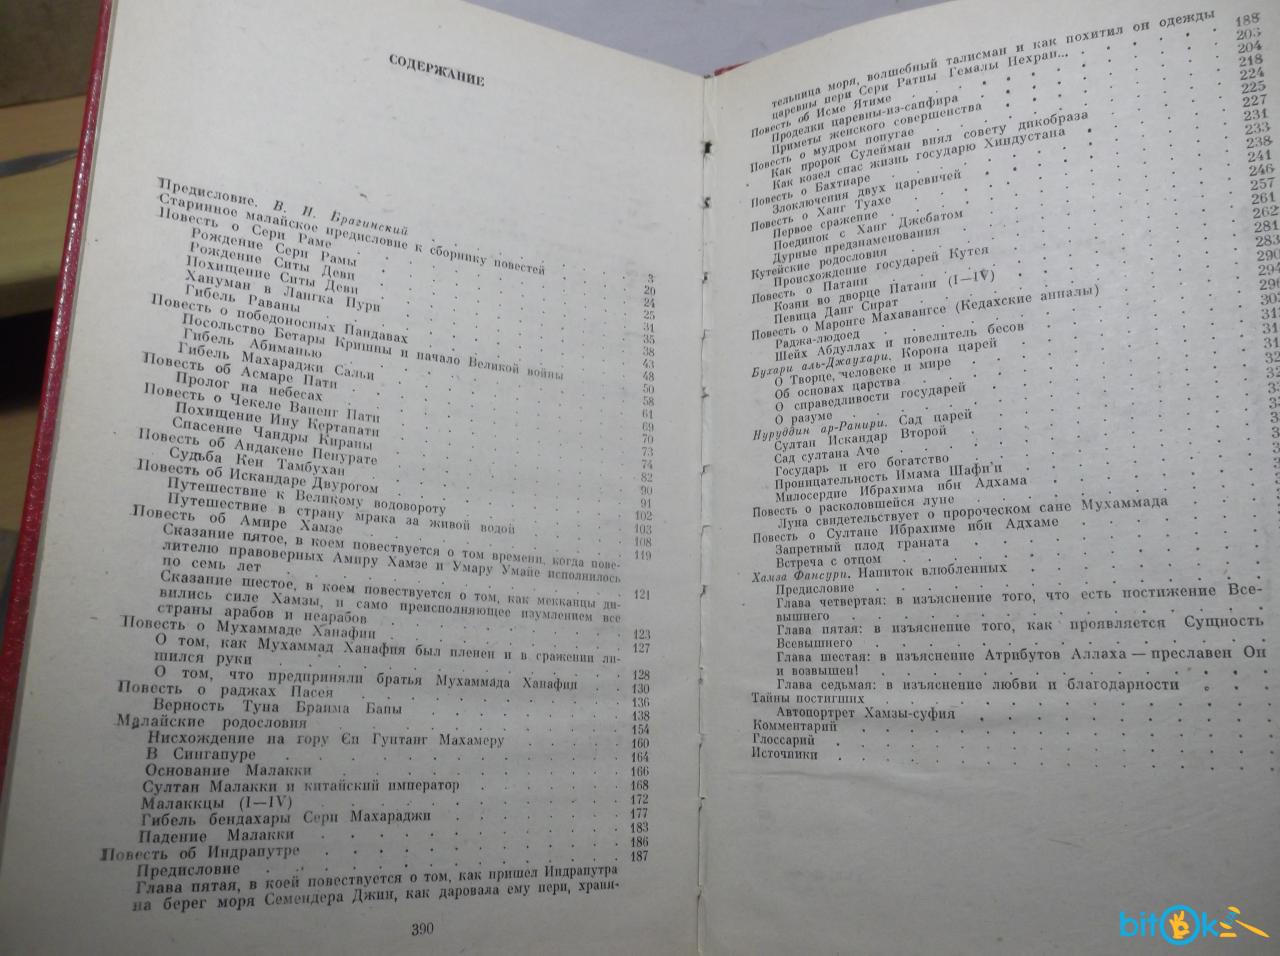 СОДЕРЖАНИЕ
Предисловие. В. И. Брагинский . . . 3
Старинное малайское предисловие к сборнику повестей . . . 20
Повесть о Сери Раме . . . 24
Рождение Сери Рамы . . . 25
Рождение Ситы Деви . . . 31
Похищение Ситы Деви . . . 35
Хануман в Лангка Пури . . . 38
Гибель Раваны . . . 43
Повесть о победоносных Пандавах . . . 48
Посольство Бетары Кришны и начало Великой войны . . . 50
Гибель Абиманью . . . 58
Гибель Махараджи Сальи . . . 61
Повесть об Асмаре Пати . . . 69
Пролог на небесах . . . 70
Повесть о Чекеле Ваненг Пати . . . 73
Похищение Ину Кертапати . . . 74
Спасение Чандры Кираны . . . 82
Повесть об Андакене Пенурате . . . 90
Судьба Кен Тамбухан . . . 91
Повесть об Искандаре Двурогом . . . 102
Путешествие к Великому водовороту . . . 103
Путешествие в страну мрака за живой водой . . . 108
Повесть об Амире Хамзе . . . 119
Сказание пятое, в коем повествуется о том времени, когда пове-
лителю правоверных Амиру Хамзе и Умару Умайе исполнилось
по семь лет . . . 121
Сказание шестое, в коем повествуется о том, как мекканцы ди-
вились силе Хамзы, и само преисполняющее изумлением все
страны арабов и неарабов . . . 123
Повесть о Мухаммаде Ханафии . . . 127
О том, как Мухаммад Ханафия был пленен и в сражении ли-
шился руки . . . 128
О том, что предприняли братья Мухаммада Ханафии . . . 130
Повесть о раджах Пасея . . . 136
Верность Туна Браима Бапы . . . 138
Малайские родословия . . . 154
Нисхождение на гору Си Гунтанг Махамеру . . . 160
В Сингапуре . . . 164
Основание Малакки . . . 166
Султан Малакки и китайский император . . . 168
Малаккцы (I—IV) . . . 172
Гибель бендахары Сери Махараджи . . . 177
Падение Малакки . . . 183
Повесть об Индрапутре . . . 186
Предисловие . . . 187
Глава пятая, в коей повествуется о том, как пришел Индрапутра
на берег моря Семендера Джин, как даровала ему пери, храни-
390
тельница моря, волшебный талисман и как похитил он одежды
царевны пери Сери Ратны Гемалы Нехран... . . . 188
Повесть об Исме Ятиме . . . 203
Проделки царевны-из-сапфира . . . 204
Приметы женского совершенства . . . 218
Повесть о мудром попугае . . . 224
Как пророк Сулейман внял совету дикобраза . . . 225
Как козел спас жизнь государю Хиндустана . . . 227
Повесть о Бахтиаре . . . 231
Злоключения двух царевичей . . . 233
Повесть о Ханг Туахе . . . 238
Первое сражение . . . 241
Поединок с Ханг Джебатом . . . 246
Дурные предзнаменования . . . 257
Кутейские родословия . . . 261
Происхождение государей Кутея . . . 262
Повесть о Патани . . . 281
Козни во дворце Патани (I—IV) . . . 283
Певица Данг Сират . . . 290
Повесть о Маронге Махавангсе (Кедахские анналы)
Раджа-людоед
Шейх Абдуллах и повелитель бесов
Бухари аль-Джаухари. Корона царей
О Творце, человеке и мире
Об основах царства
О справедливости государей
О разуме
Нуруддин ар-Ранири. Сад царей
Султан Искандар Второй
Сад султана Аче
Государь и его богатство
Проницательность Имама Шафи'и
Милосердие Ибрахима ибн Адхама
Повесть о расколовшейся луне
Луна свидетельствует о пророческом сане Мухаммада
Повесть о Султане Ибрахиме ибн Адхаме
Запретный плод граната
Встреча с отцом
Хамза Фансури. Напиток влюбленных
Предисловие
Глава четвертая: в изъяснение того, что есть постижение Все-
вышнего
Глава пятая: в изъяснение того, как проявляется Сущность
Всевышнего
Глава шестая: в изъяснение Атрибутов Аллаха — преславен Он
и возвышен!
Глава седьмая: в изъяснение любви и благодарности
Тайны постигших
Автопортрет Хамзы-суфия
Комментарий
Глоссарий
Источники
bitok